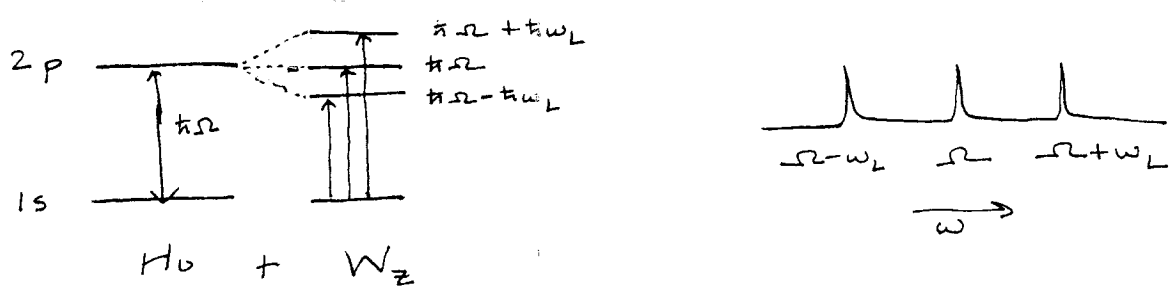 ℏΩ + ℏω_L
2p ℏΩ
ℏΩ - ℏω_L
ℏΩ
1s
H₀ + W_z
Ω-ω_L Ω Ω+ω_L
ω